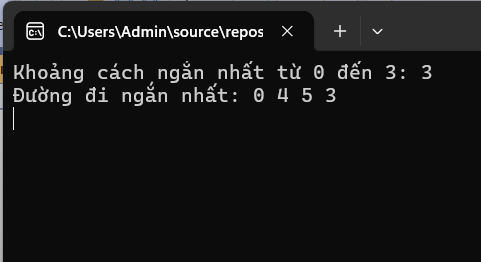 C:\Users\Admin\source\repos
Khoảng cách ngắn nhất từ 0 đến 3: 3
Đường đi ngắn nhất: 0 4 5 3